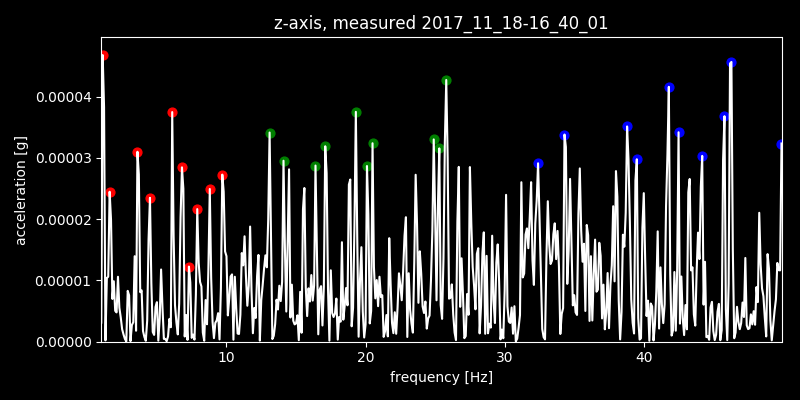 z-axis, measured 2017_11_18-16_40_01
acceleration [g]
0.00004
0.00003
0.00002
0.00001
0.00000
10 20 30 40
frequency [Hz]